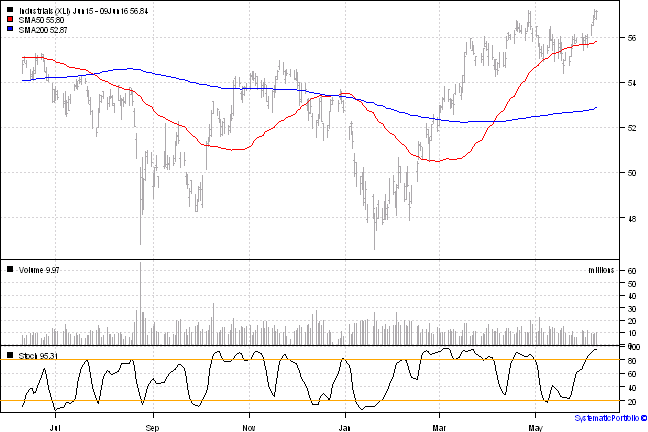 Industrials (XLI) Jun15 - 09Jun16 56.84
SMA50 55.80
SMA200 52.87
56
54
52
50
48
Volume 9.97
millions
60
50
40
30
20
10
0
Stoch 95.31
100
80
60
40
20
Jul Sep Nov Jan Mar May
SystematicPortfolio ©